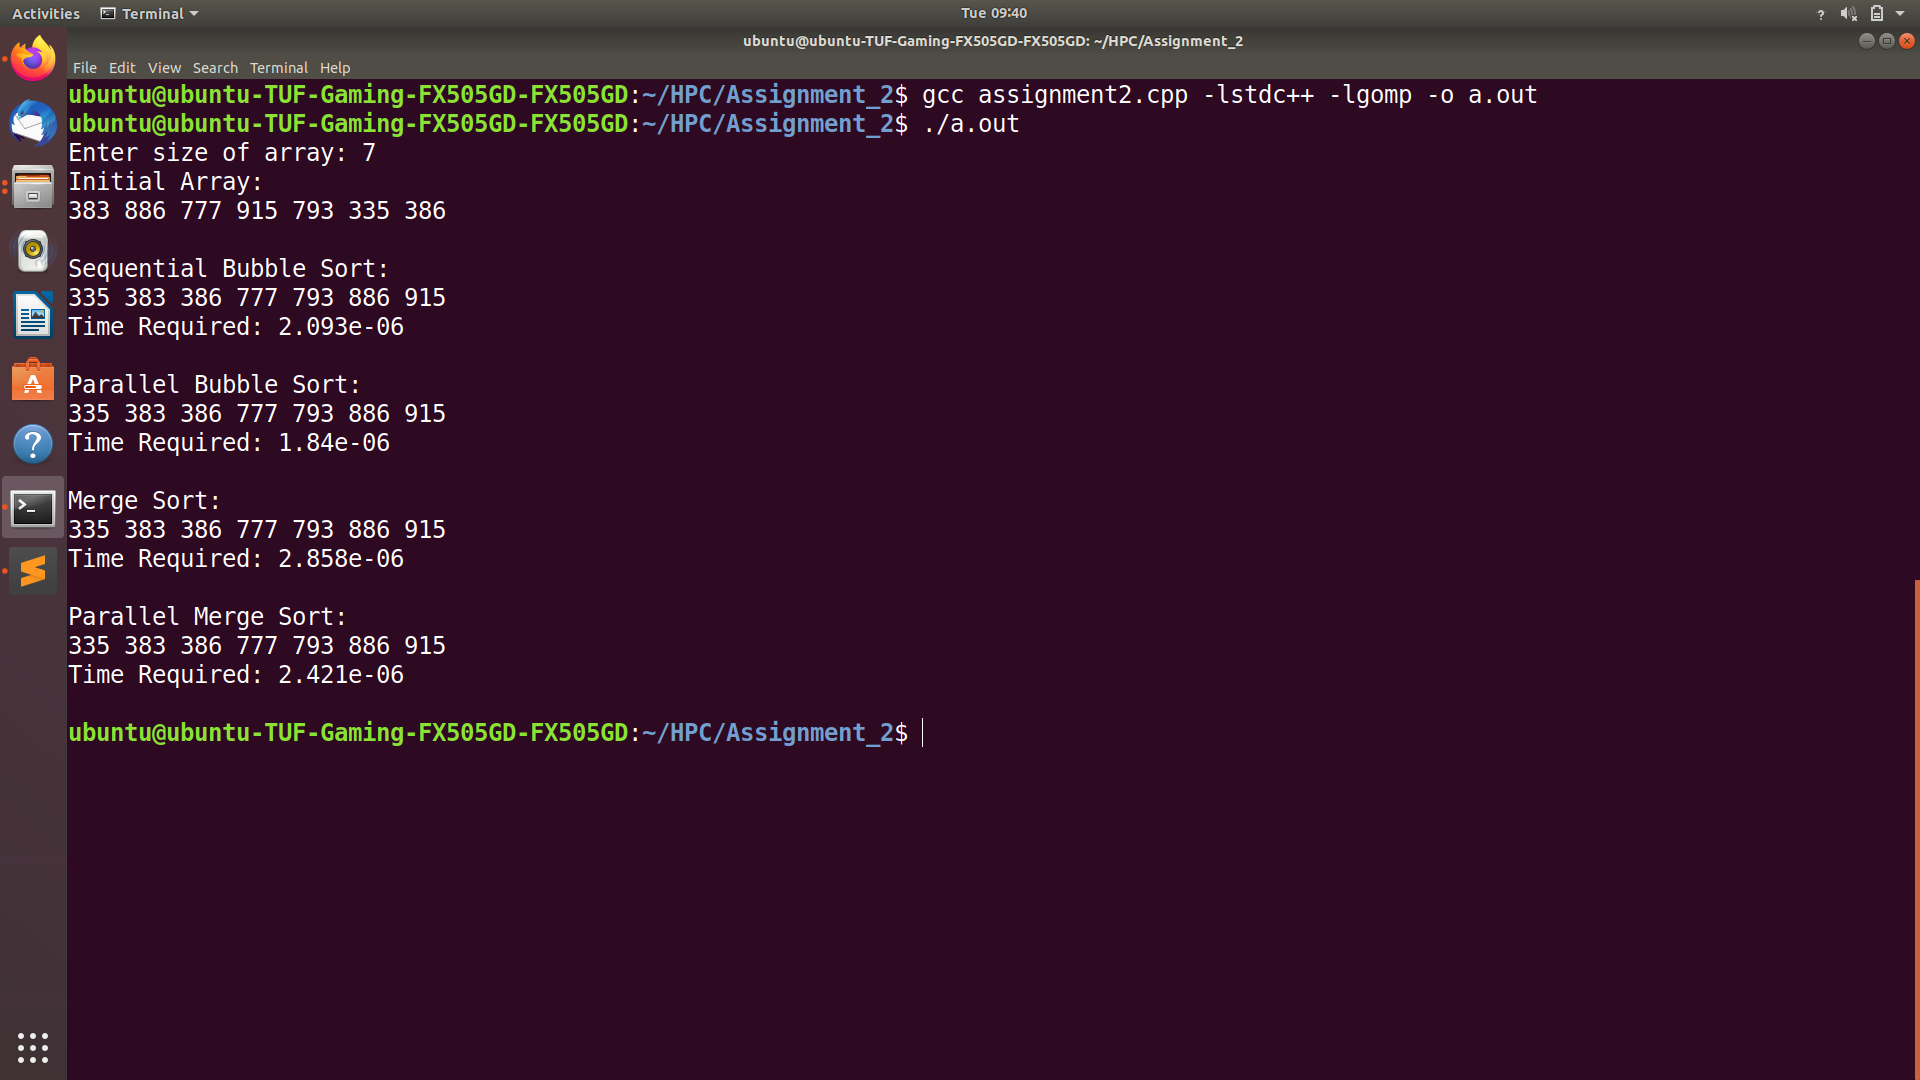 Activities Terminal Tue 09:40 ?
ubuntu@ubuntu-TUF-Gaming-FX505GD-FX505GD: ~/HPC/Assignment_2
File Edit View Search Terminal Help
ubuntu@ubuntu-TUF-Gaming-FX505GD-FX505GD:~/HPC/Assignment_2$ gcc assignment2.cpp -lstdc++ -lgomp -o a.out
ubuntu@ubuntu-TUF-Gaming-FX505GD-FX505GD:~/HPC/Assignment_2$ ./a.out
Enter size of array: 7
Initial Array:
383 886 777 915 793 335 386
Sequential Bubble Sort:
335 383 386 777 793 886 915
Time Required: 2.093e-06
Parallel Bubble Sort:
335 383 386 777 793 886 915
Time Required: 1.84e-06
Merge Sort:
335 383 386 777 793 886 915
Time Required: 2.858e-06
Parallel Merge Sort:
335 383 386 777 793 886 915
Time Required: 2.421e-06
ubuntu@ubuntu-TUF-Gaming-FX505GD-FX505GD:~/HPC/Assignment_2$